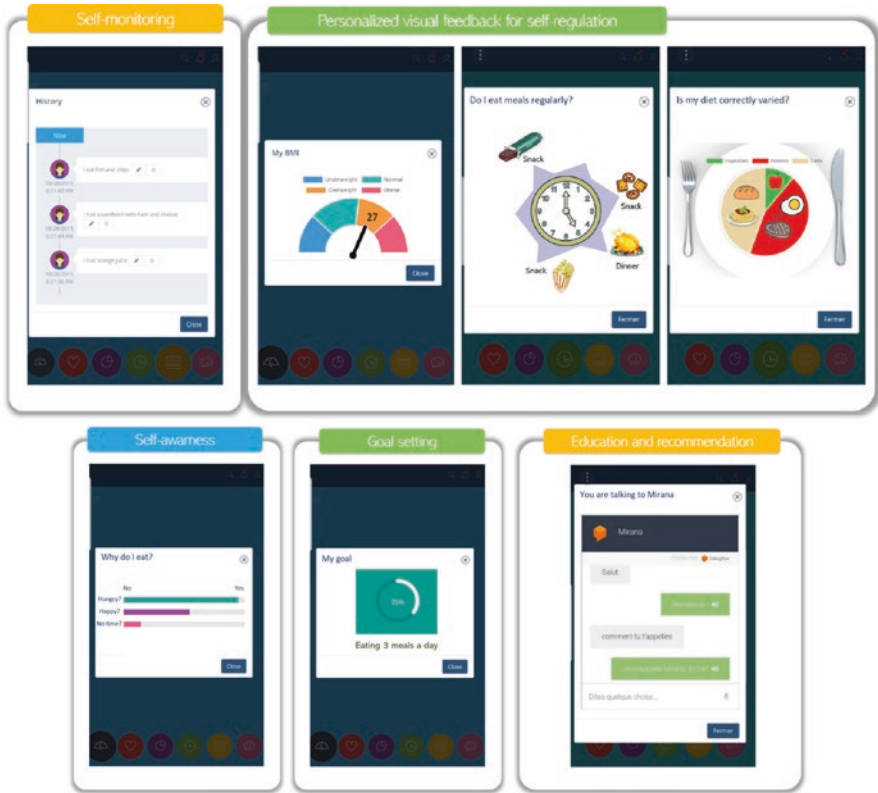 Self-monitoring
Personalized visual feedback for self-regulation
History
Now
I eat fish and chips
I had a sandwich with ham and cheese
I had orange juice
Close
My BMI
Underweight
Normal
Overweight
Obese
27
Close
Do I eat meals regularly?
Snack
Snack
Dinner
Snack
Fermer
Is my diet correctly varied?
Vegetables
Proteins
Carbs
Fermer
Self-awarness
Goal setting
Education and recommendation
Why do I eat?
No
Yes
Hungry?
Happy?
No time?
Close
My goal
35%
Eating 3 meals a day
Close
You are talking to Mirana
Mirana
Salut
comment tu t'appelles
Dites quelque chose...
Fermer